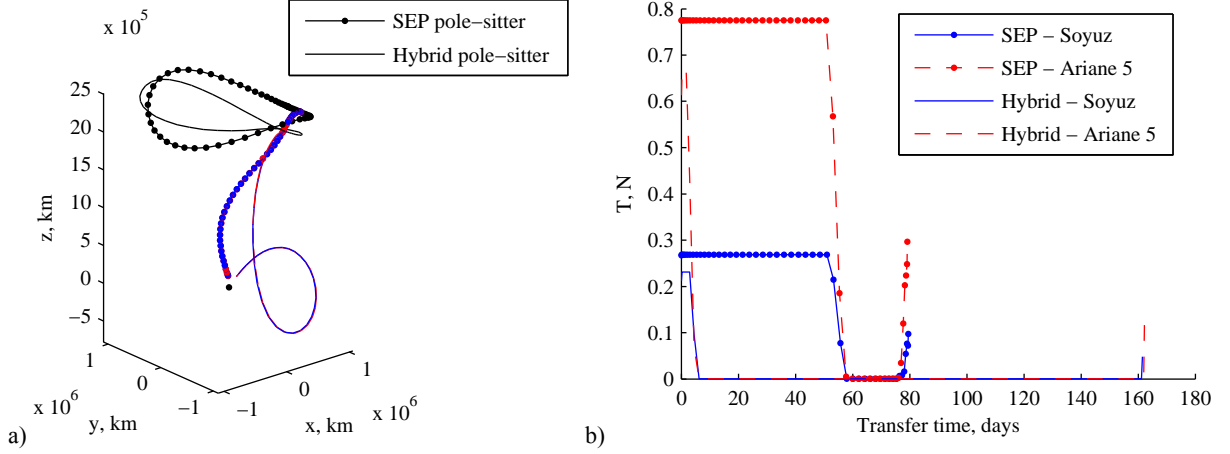 x 10^5
SEP pole−sitter
Hybrid pole−sitter
25
20
15
10
5
0
−5
z, km
1
0
−1
x 10^6
y, km
−1
0
1
x 10^6
x, km
a)
0.8
0.7
0.6
0.5
0.4
0.3
0.2
0.1
0
T, N
SEP − Soyuz
SEP − Ariane 5
Hybrid − Soyuz
Hybrid − Ariane 5
0 20 40 60 80 100 120 140 160 180
Transfer time, days
b)